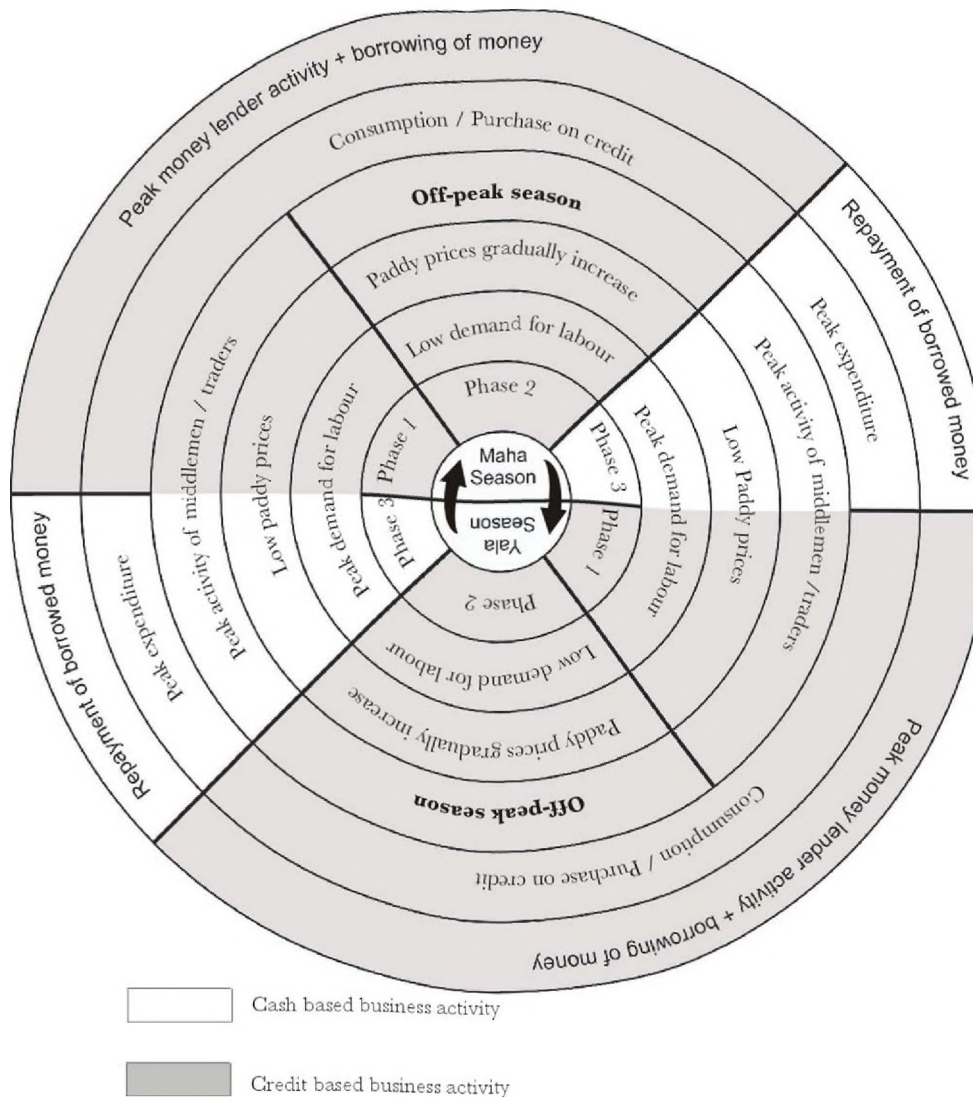 Peak money lender activity + borrowing of money
Consumption / Purchase on credit
Off-peak season
Paddy prices gradually increase
Low demand for labour
Phase 2
Repayment of borrowed money
Peak expenditure
Peak activity of middlemen /traders
Low Paddy prices
Peak demand for labour
Phase 3
Peak activity of middlemen / traders
Low paddy prices
Peak demand for labour
Phase 1
Maha
Season
Yala
Season
Phase 3
Phase 1
Phase 2
Low demand for labour
Paddy prices gradually increase
Off-peak season
Consumption / Purchase on credit
Peak money lender activity + borrowing of money
Peak expenditure
Repayment of borrowed money
Cash based business activity
Credit based business activity